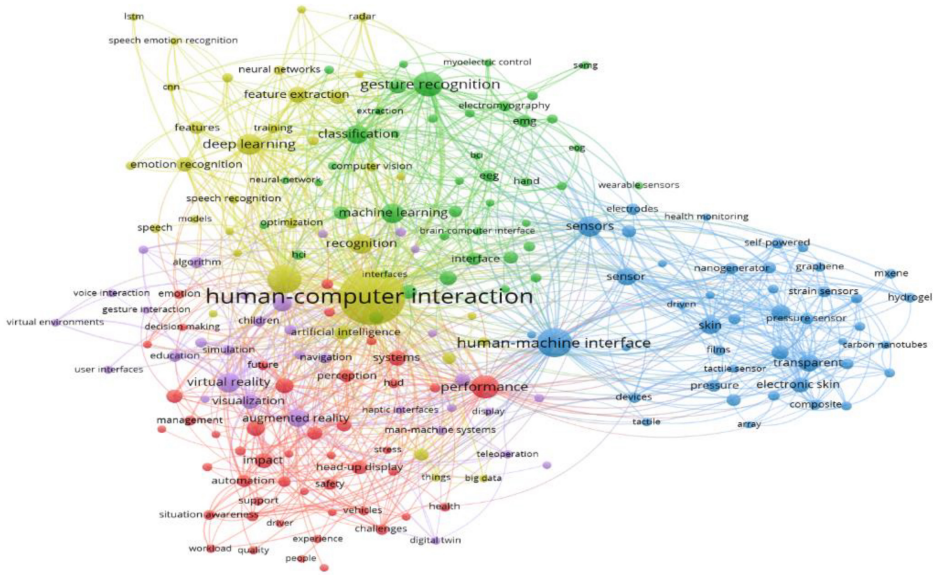 lstm
radar
speech emotion recognition
neural networks
myoelectric control
semg
cnn
feature extraction
gesture recognition
extraction
electromypgraphy
emg
features
training
classification
deep learning
eog
bci
emotion recognition
computer vision
neural-network
eeg
hand
wearable sensors
speech recognition
machine learning
electrodes
health monitoring
models
optimization
speech
brain-computer interface
sensors
recognition
self-powered
hci
interface
algorithm
nanogenerator
graphene
interfaces
sensor
mxene
voice interaction
emotion
human-computer interaction
strain sensors
hydrogel
gesture interaction
driven
virtual environments
decision making
children
artificial intelligence
skin
pressure sensor
human-machine interface
carbon nanotubes
education
simulation
navigation
systems
films
user interfaces
future
perception
tactile sensor
transparent
virtual reality
hud
performance
pressure
electronic skin
visualization
devices
composite
haptic interfaces
display
management
augmented reality
man-machine systems
tactile
array
stress
teleoperation
impact
head-up display
things
big data
automation
safety
support
health
situation awareness
vehicles
driver
challenges
experience
digital twin
workload
quality
people